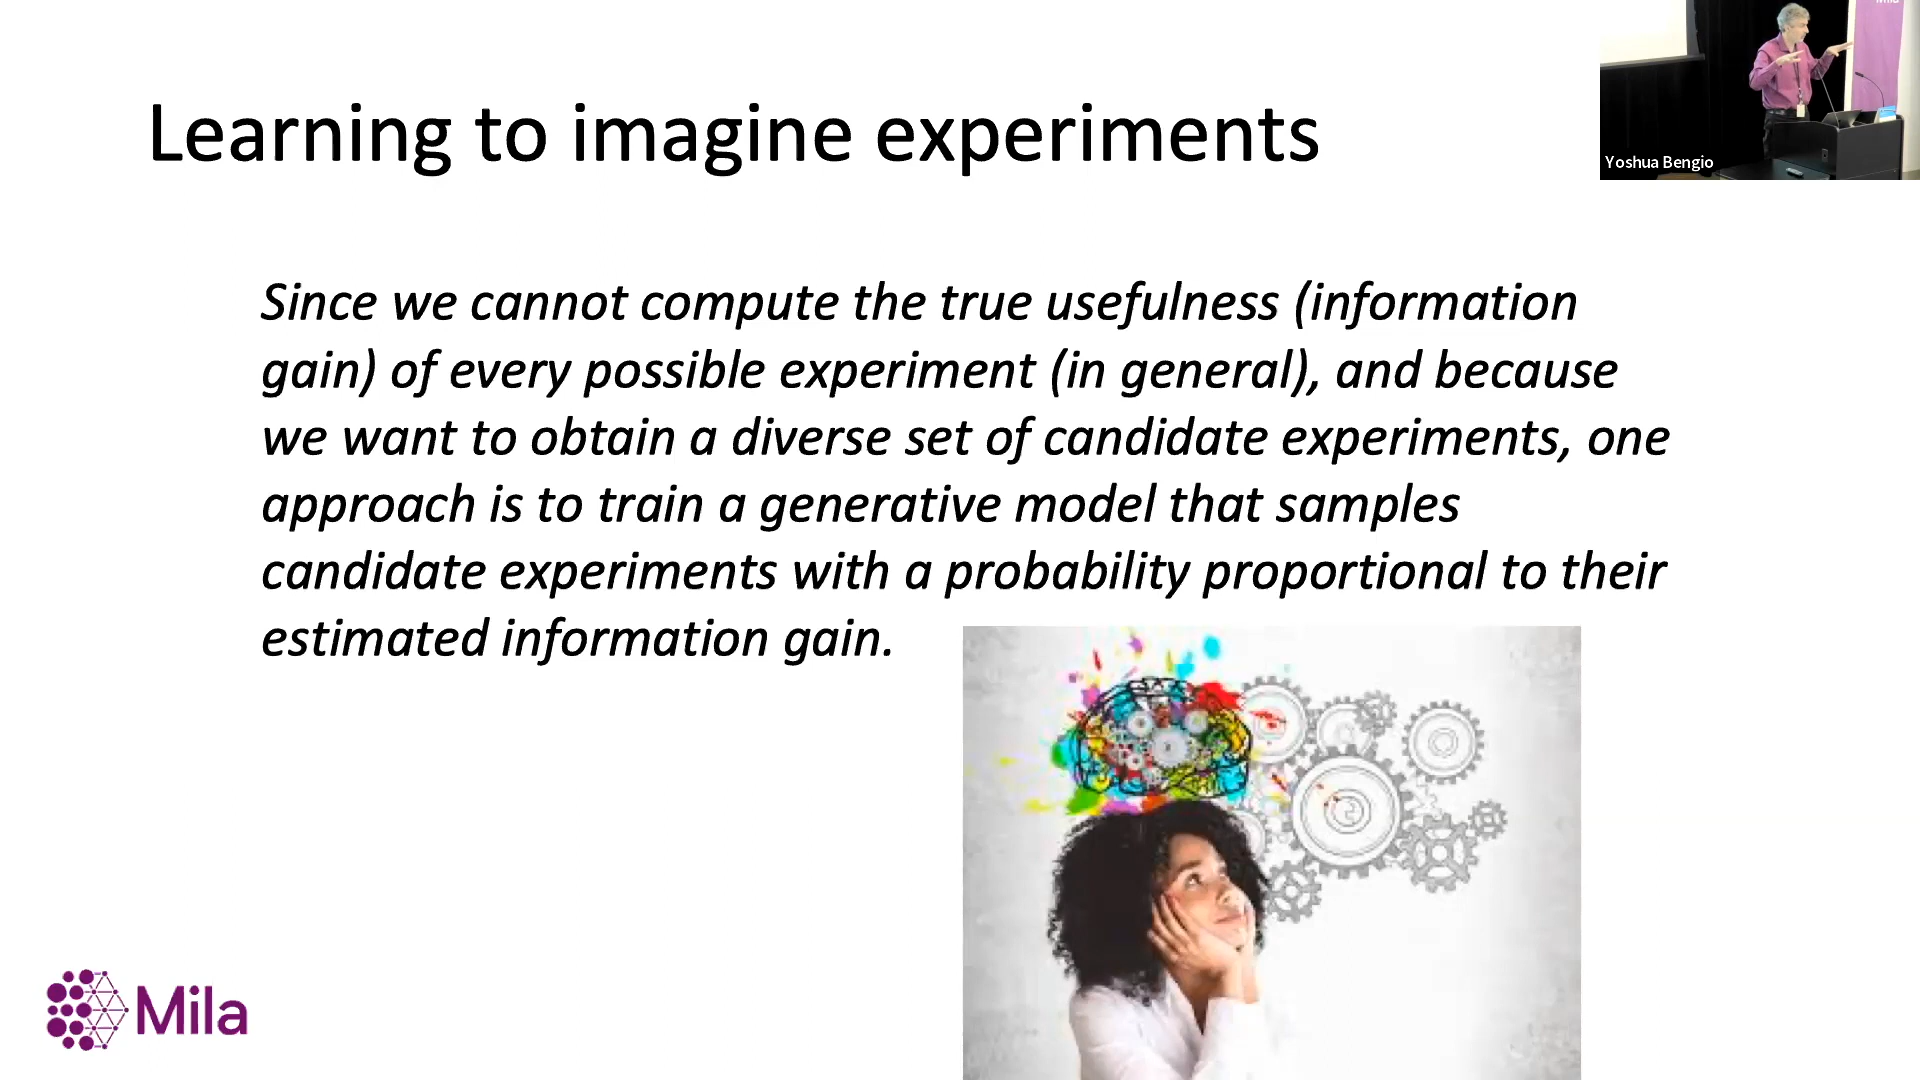 Learning to imagine experiments
Yoshua Bengio
Since we cannot compute the true usefulness (information
gain) of every possible experiment (in general), and because
we want to obtain a diverse set of candidate experiments, one
approach is to train a generative model that samples
candidate experiments with a probability proportional to their
estimated information gain.
Mila